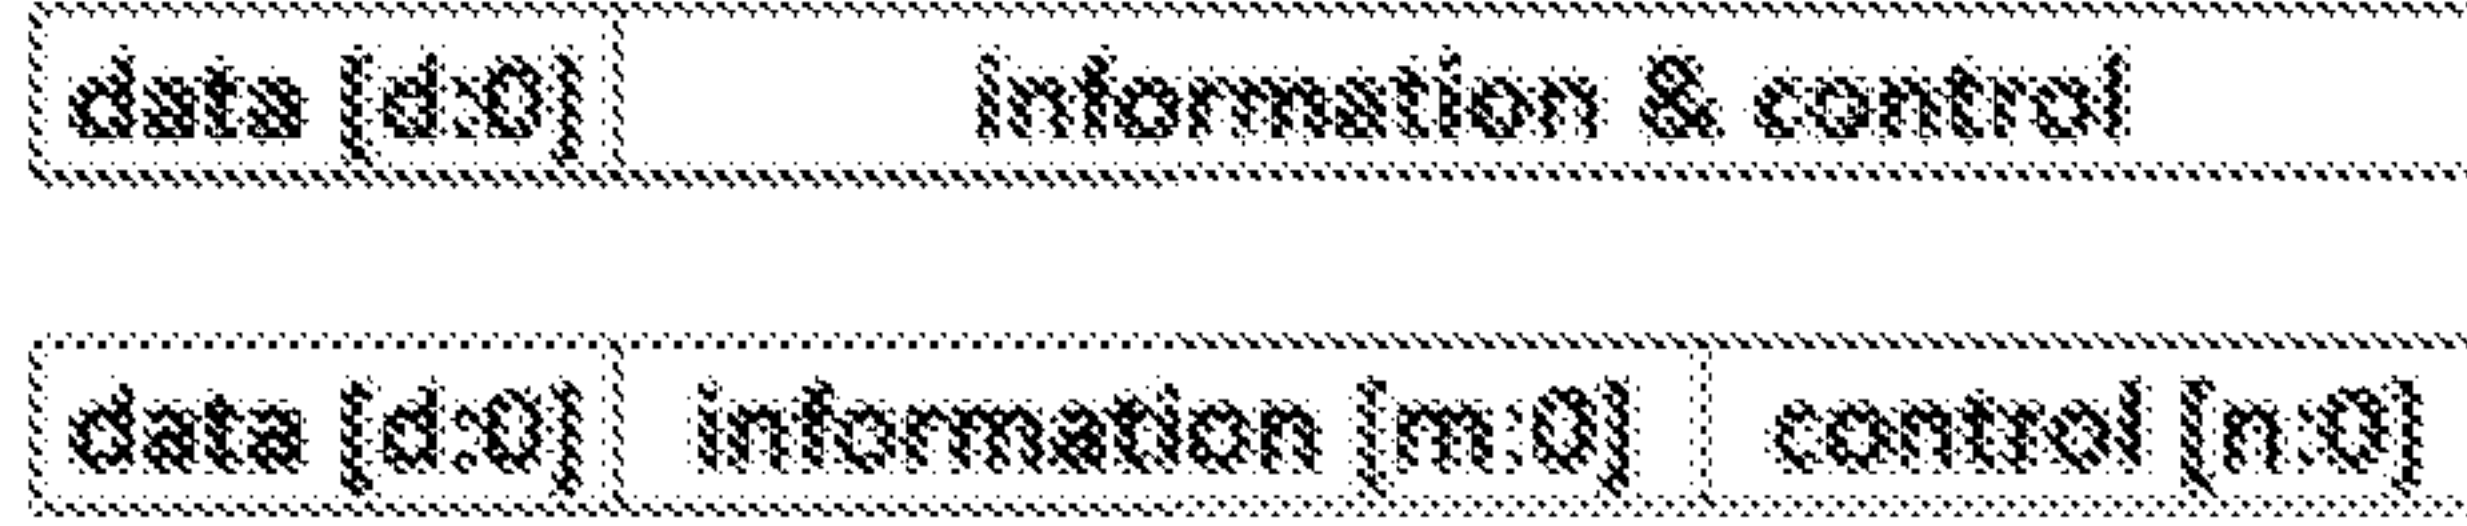 data [d:0] information & control
data [d:0] information [m:0] control [n:0]